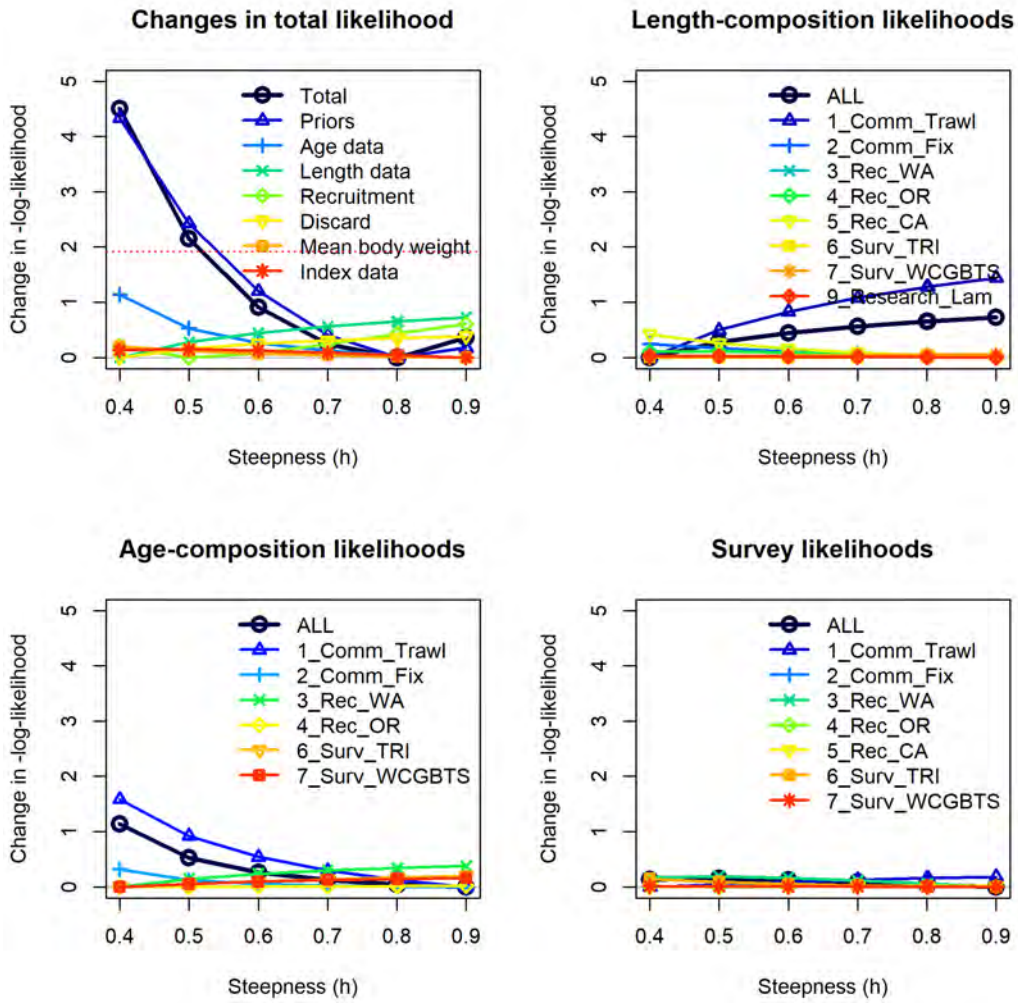 Changes in total likelihood
Change in -log-likelihood
5
4
3
2
1
0
Total
Priors
Age data
Length data
Recruitment
Discard
Mean body weight
Index data
0.4 0.5 0.6 0.7 0.8 0.9
Steepness (h)
Length-composition likelihoods
Change in -log-likelihood
5
4
3
2
1
0
ALL
1_Comm_Trawl
2_Comm_Fix
3_Rec_WA
4_Rec_OR
5_Rec_CA
6_Surv_TRI
7_Surv_WCGBTS
9_Research_Lam
0.4 0.5 0.6 0.7 0.8 0.9
Steepness (h)
Age-composition likelihoods
Change in -log-likelihood
5
4
3
2
1
0
ALL
1_Comm_Trawl
2_Comm_Fix
3_Rec_WA
4_Rec_OR
6_Surv_TRI
7_Surv_WCGBTS
0.4 0.5 0.6 0.7 0.8 0.9
Steepness (h)
Survey likelihoods
Change in -log-likelihood
5
4
3
2
1
0
ALL
1_Comm_Trawl
2_Comm_Fix
3_Rec_WA
4_Rec_OR
5_Rec_CA
6_Surv_TRI
7_Surv_WCGBTS
0.4 0.5 0.6 0.7 0.8 0.9
Steepness (h)